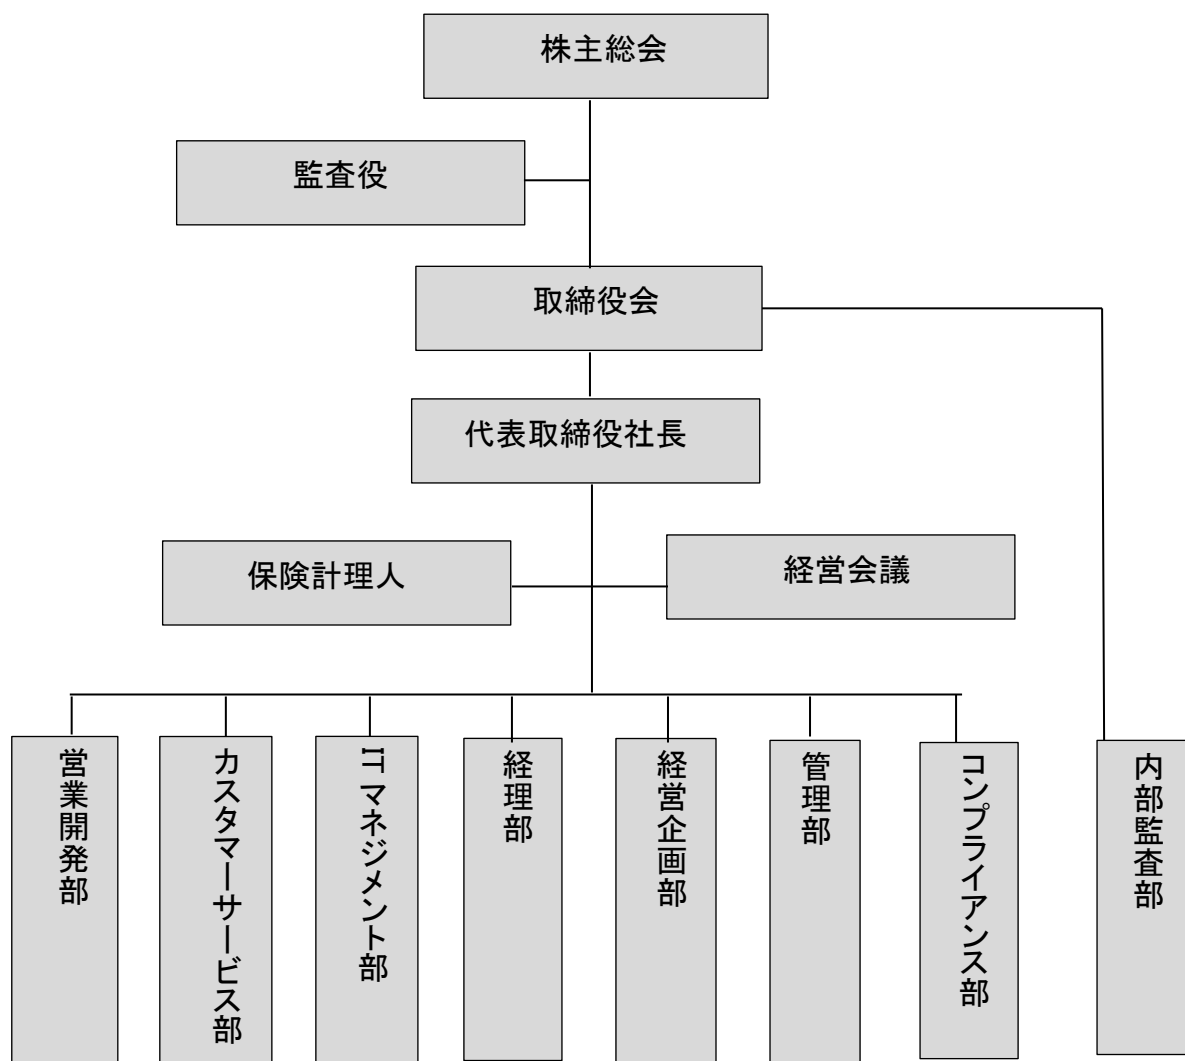 株主総会
監査役
取締役会
代表取締役社長
保険計理人
経営会議
営業開発部
カスタマーサービス部
ITマネジメント部
経理部
経営企画部
管理部
コンプライアンス部
内部監査部